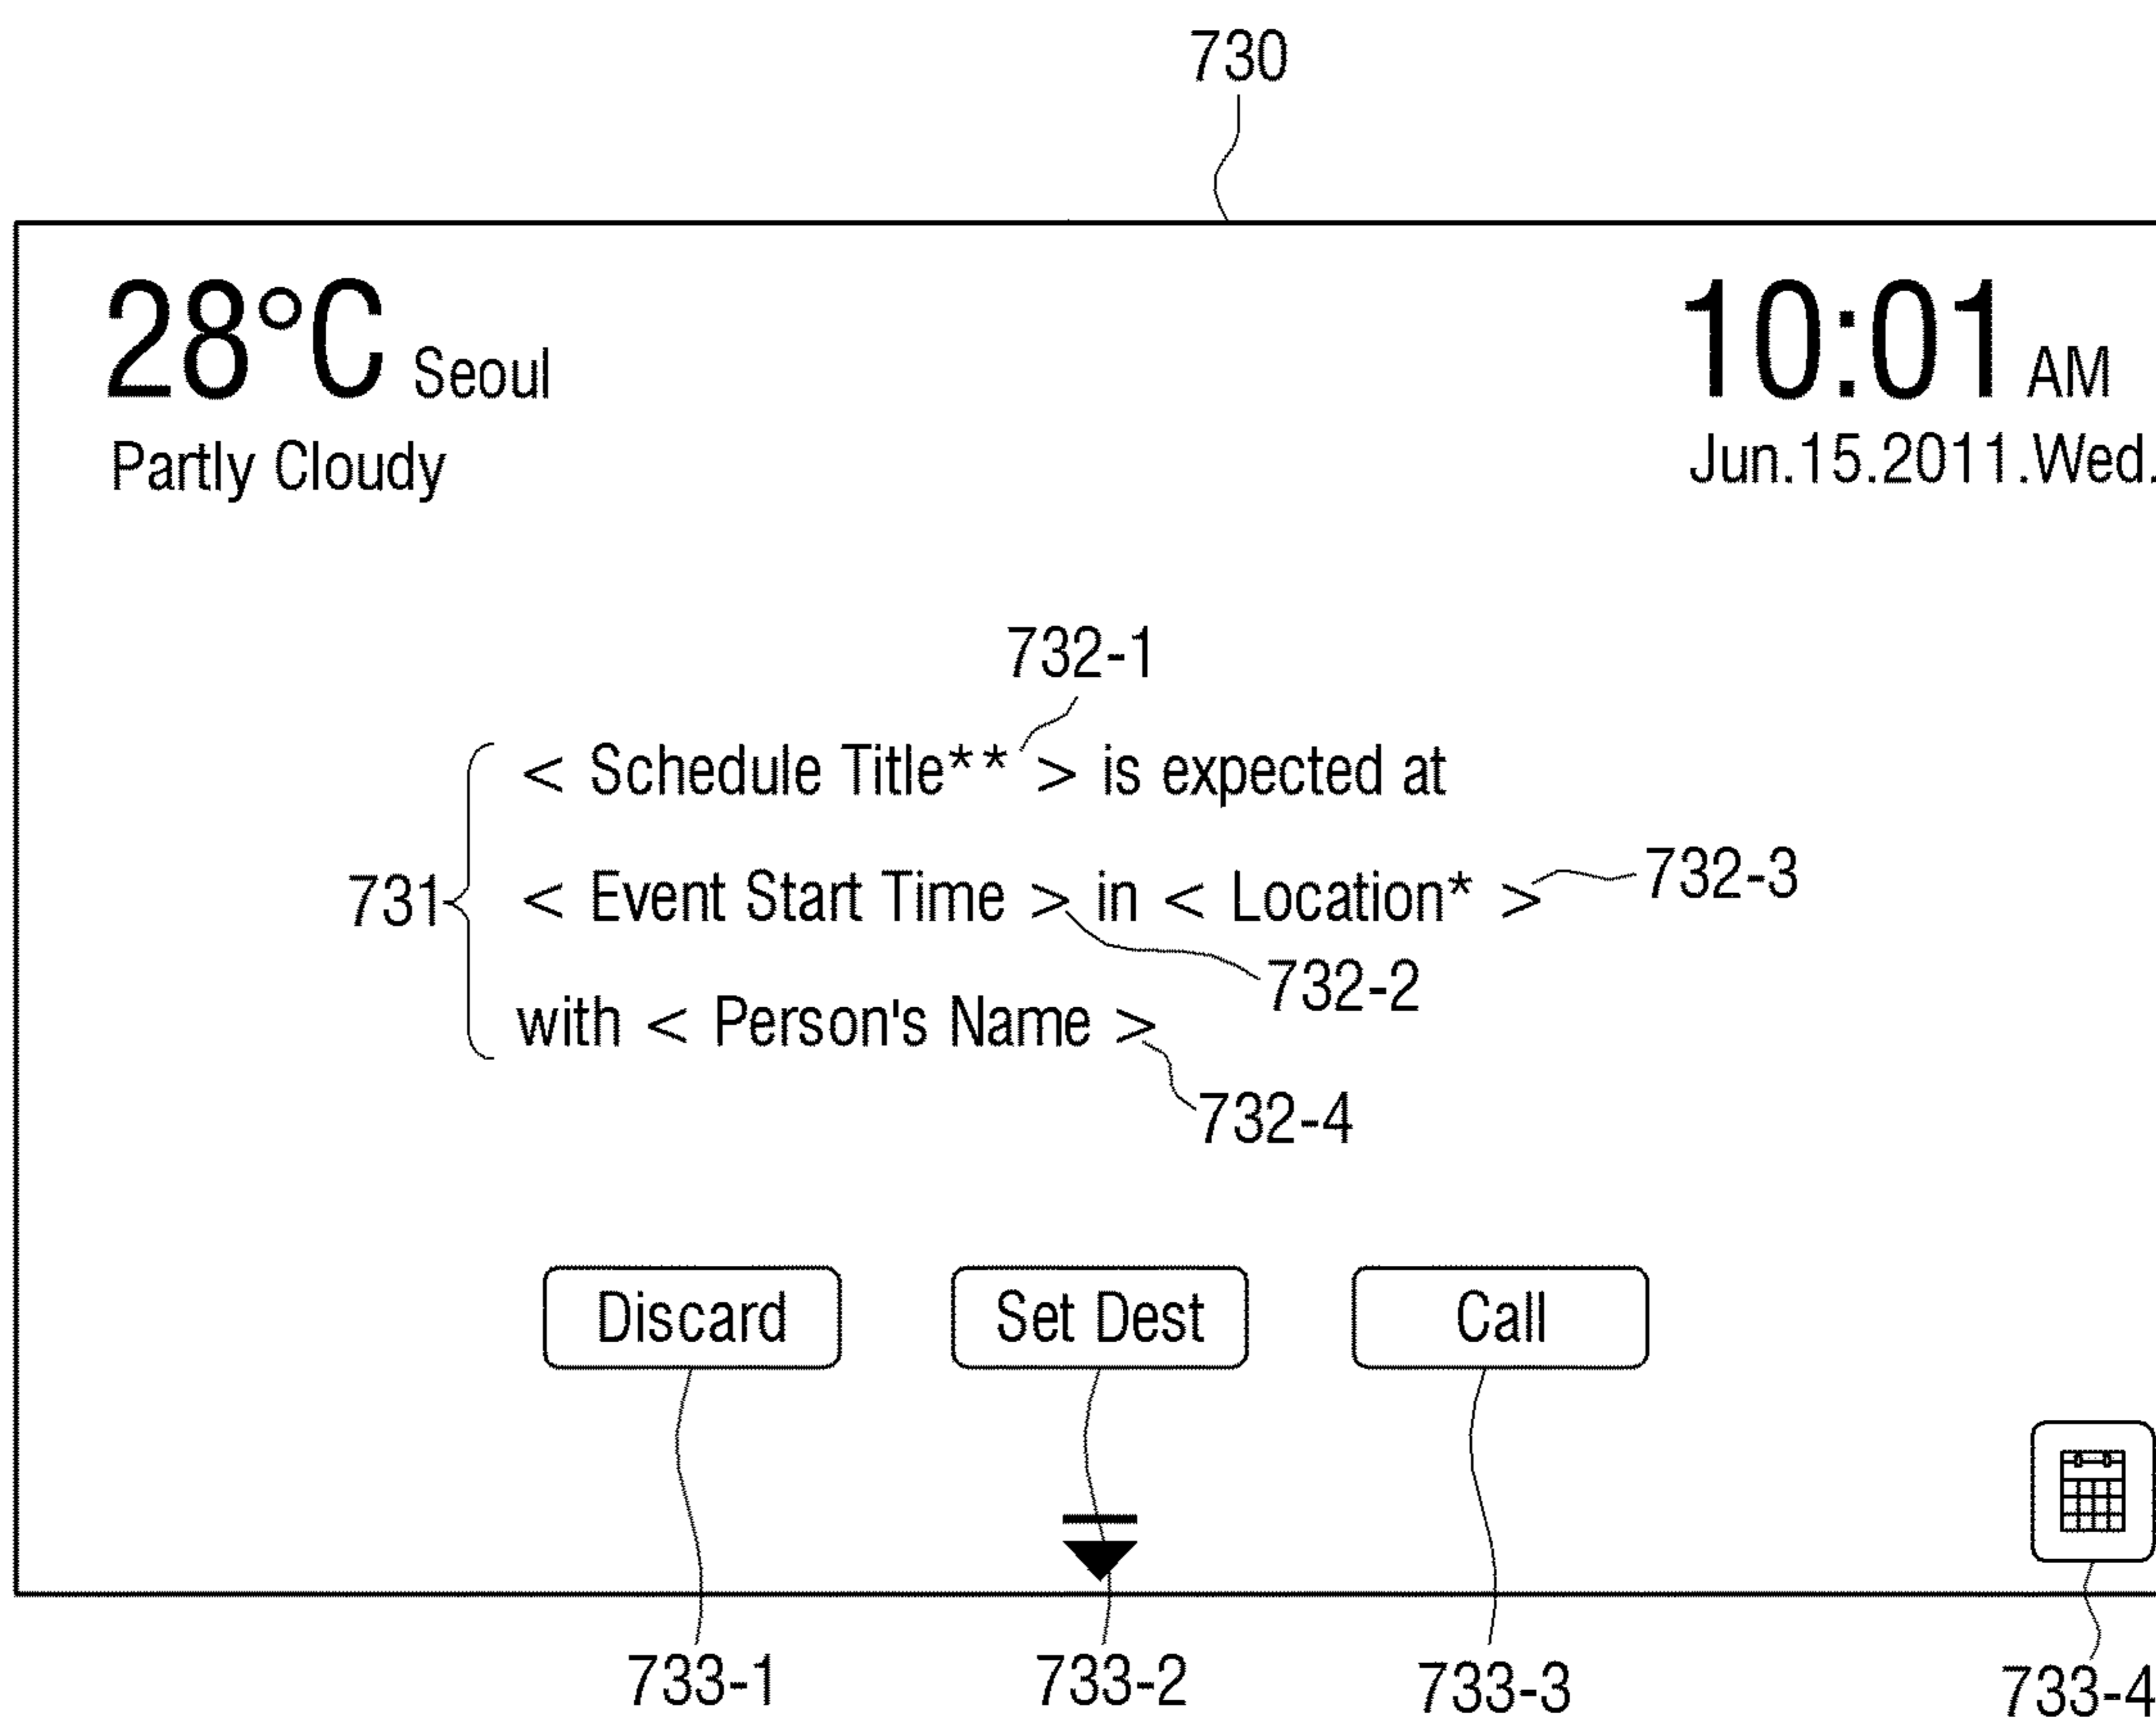 730
28°C Seoul
10:01 AM
Partly Cloudy
Jun.15.2011.Wed.
732-1
< Schedule Title** > is expected at
731
< Event Start Time > in < Location* >
732-3
732-2
with < Person's Name >
732-4
Discard
Set Dest
Call
733-1
733-2
733-3
733-4